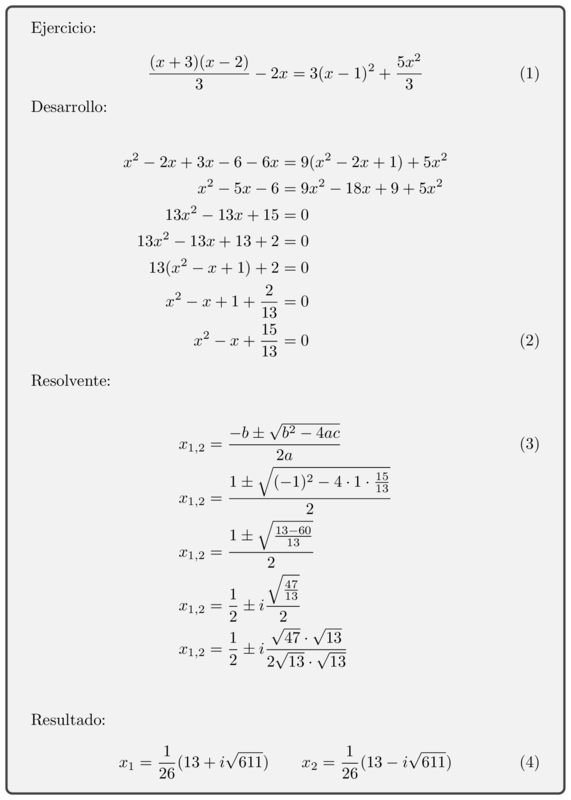 Ejercicio:
\frac{(x+3)(x-2)}{3} - 2x = 3(x-1)^2 + \frac{5x^2}{3} (1)
Desarrollo:
x^2 - 2x + 3x - 6 - 6x = 9(x^2 - 2x + 1) + 5x^2
x^2 - 5x - 6 = 9x^2 - 18x + 9 + 5x^2
13x^2 - 13x + 15 = 0
13x^2 - 13x + 13 + 2 = 0
13(x^2 - x + 1) + 2 = 0
x^2 - x + 1 + \frac{2}{13} = 0
x^2 - x + \frac{15}{13} = 0 (2)
Resolvente:
x_{1,2} = \frac{-b \pm \sqrt{b^2 - 4ac}}{2a} (3)
x_{1,2} = \frac{1 \pm \sqrt{(-1)^2 - 4 \cdot 1 \cdot \frac{15}{13}}}{2}
x_{1,2} = \frac{1 \pm \sqrt{\frac{13-60}{13}}}{2}
x_{1,2} = \frac{1}{2} \pm i\frac{\sqrt{\frac{47}{13}}}{2}
x_{1,2} = \frac{1}{2} \pm i\frac{\sqrt{47} \cdot \sqrt{13}}{2\sqrt{13} \cdot \sqrt{13}}
Resultado:
x_1 = \frac{1}{26}(13 + i\sqrt{611}) x_2 = \frac{1}{26}(13 - i\sqrt{611}) (4)